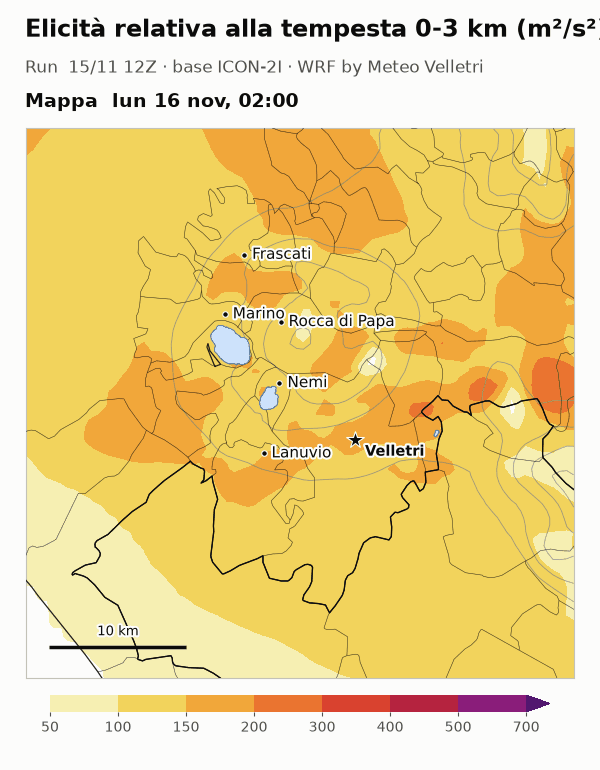 Elicità relativa alla tempesta 0-3 km (m²/s²)
Run 15/11 12Z · base ICON-2I · WRF by Meteo Velletri
Mappa lun 16 nov, 02:00
Frascati
Marino
Rocca di Papa
Nemi
Velletri
Lanuvio
10 km
50 100 150 200 300 400 500 700